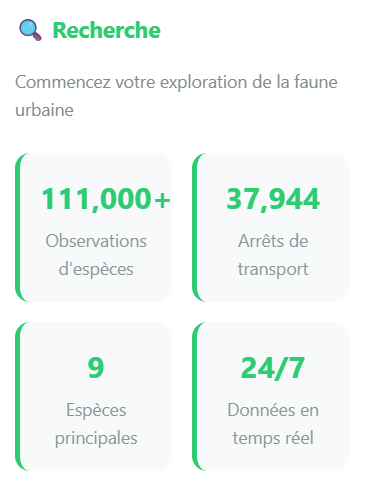 Recherche
Commencez votre exploration de la faune
urbaine
111,000+
Observations
d'espèces
37,944
Arrêts de
transport
9
Espèces
principales
24/7
Données en
temps réel